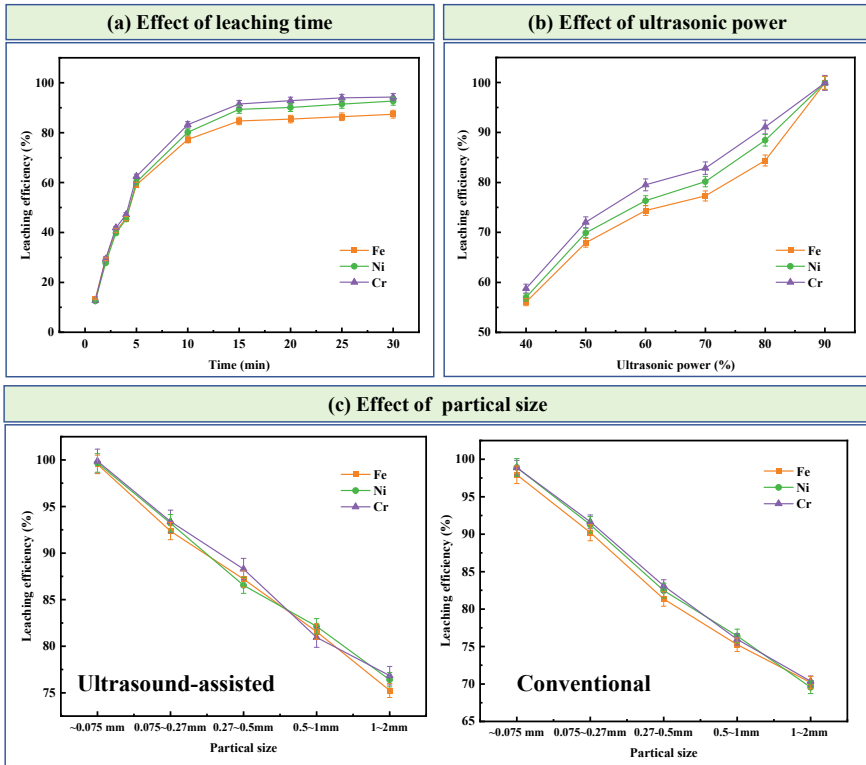 (a) Effect of leaching time
100
80
60
40
20
0
0
5
10
15
20
25
30
Leaching efficiency (%)
Time (min)
Fe
Ni
Cr
(b) Effect of ultrasonic power
100
90
80
70
60
50
40
50
60
70
80
90
Leaching efficiency (%)
Ultrasonic power (%)
Fe
Ni
Cr
(c) Effect of partical size
100
95
90
85
80
75
~0.075 mm
0.075~0.27mm
0.27~0.5mm
0.5~1mm
1~2mm
Leaching efficiency (%)
Partical size
Fe
Ni
Cr
Ultrasound-assisted
100
95
90
85
80
75
70
65
~0.075 mm
0.075~0.27mm
0.27-0.5mm
0.5~1mm
1~2mm
Leaching efficiency (%)
Partical size
Fe
Ni
Cr
Conventional